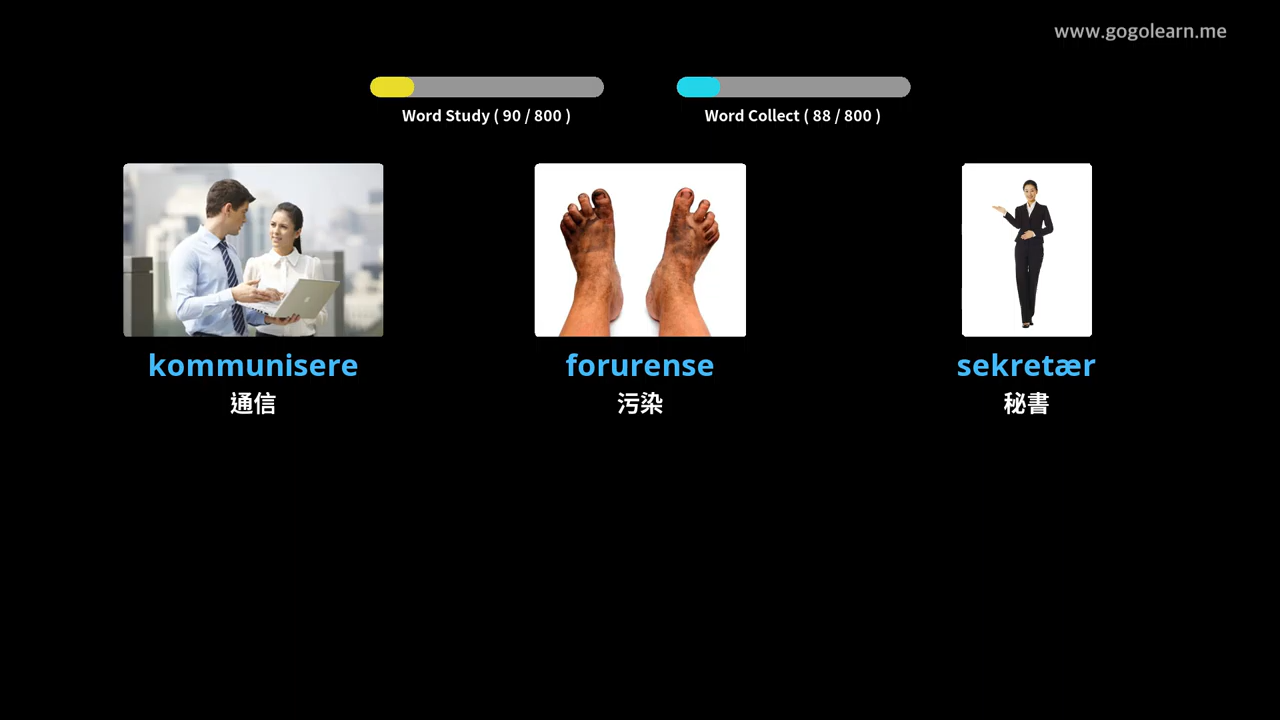 www.gogolearn.me
Word Study ( 90 / 800 )
Word Collect ( 88 / 800 )
kommunisere
forurense
sekretær
通信
污染
秘書